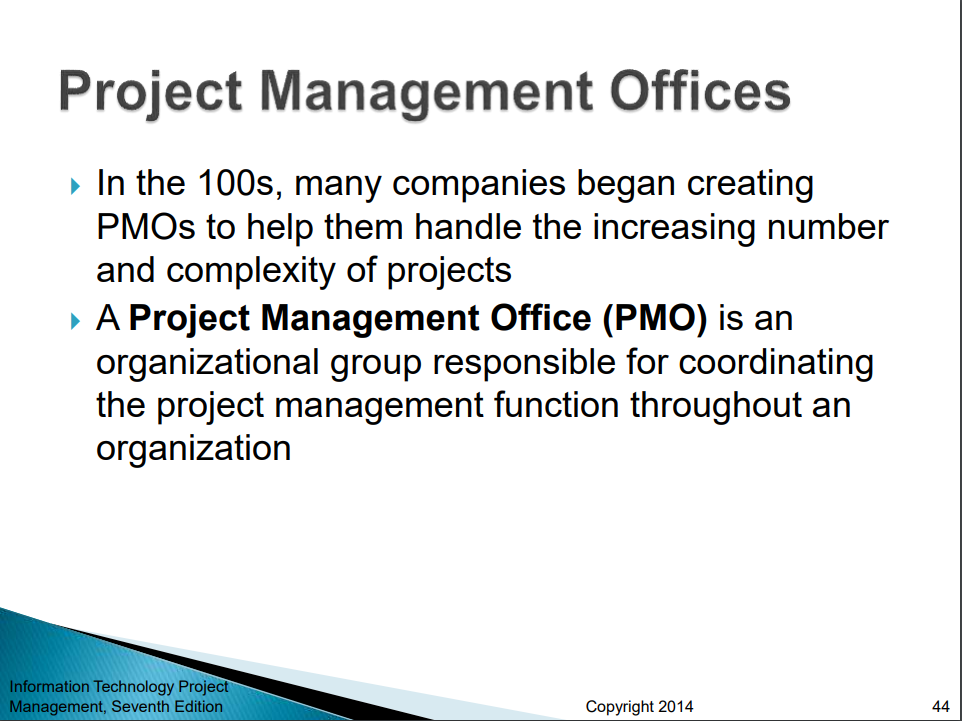 Project Management Offices
In the 100s, many companies began creating
PMOs to help them handle the increasing number
and complexity of projects
A Project Management Office (PMO) is an
organizational group responsible for coordinating
the project management function throughout an
organization
Information Technology Project
Management, Seventh Edition
Copyright 2014
44